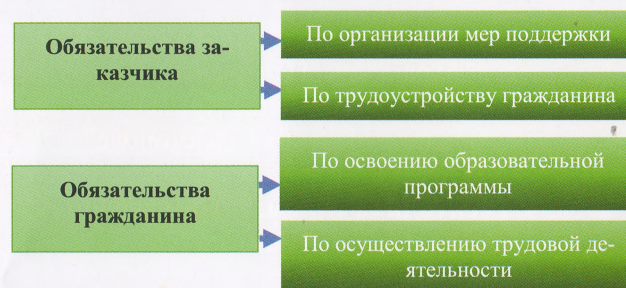 Обязательства за-
казчика
По организации мер поддержки
По трудоустройству гражданина
Обязательства
гражданина
По освоению образовательной
программы
По осуществлению трудовой де-
ятельности